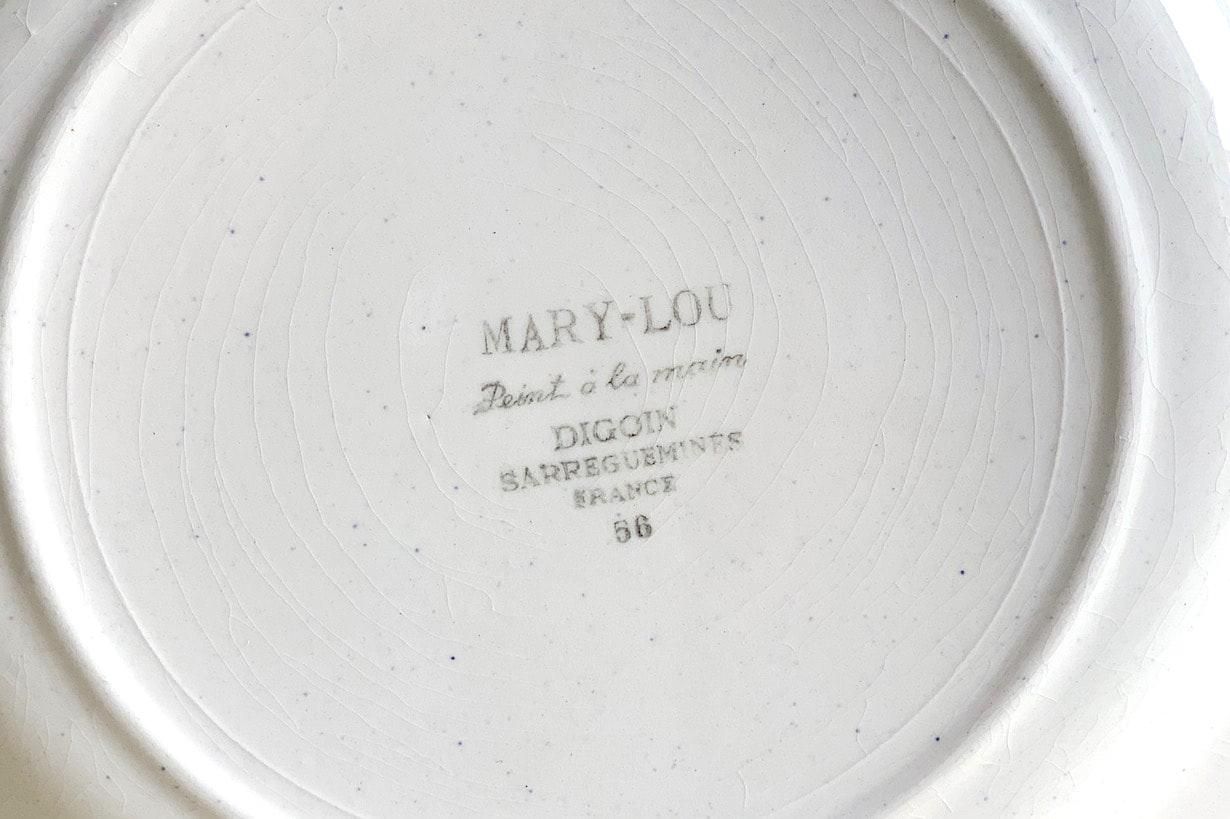 MARY-LOU
Peint à la main
DIGOIN
SARREGUEMINES
FRANCE
56